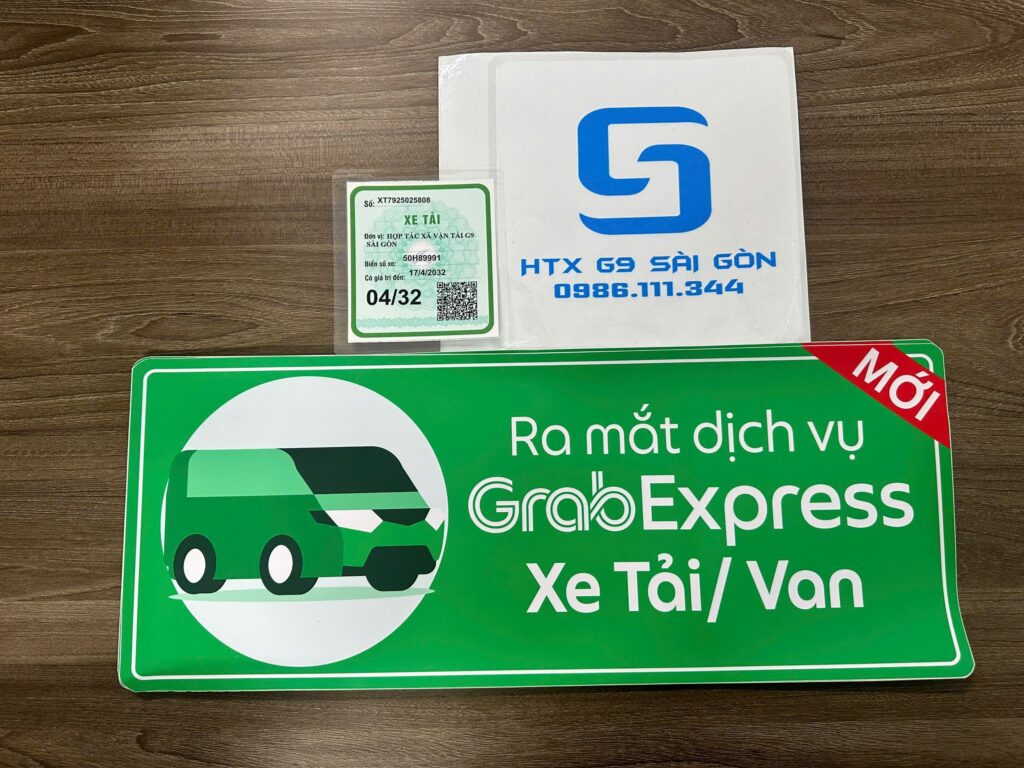 HTX G9 SÀI GÒN
0986.111.344
Số: XT7925025808
XE TẢI
Đơn vị: HỢP TÁC XÃ VẬN TẢI G9
SÀI GÒN
Biển số xe: 50H89991
Có giá trị đến: 17/4/2032
04/32
MỚI
Ra mắt dịch vụ
GrabExpress
Xe Tải/ Van